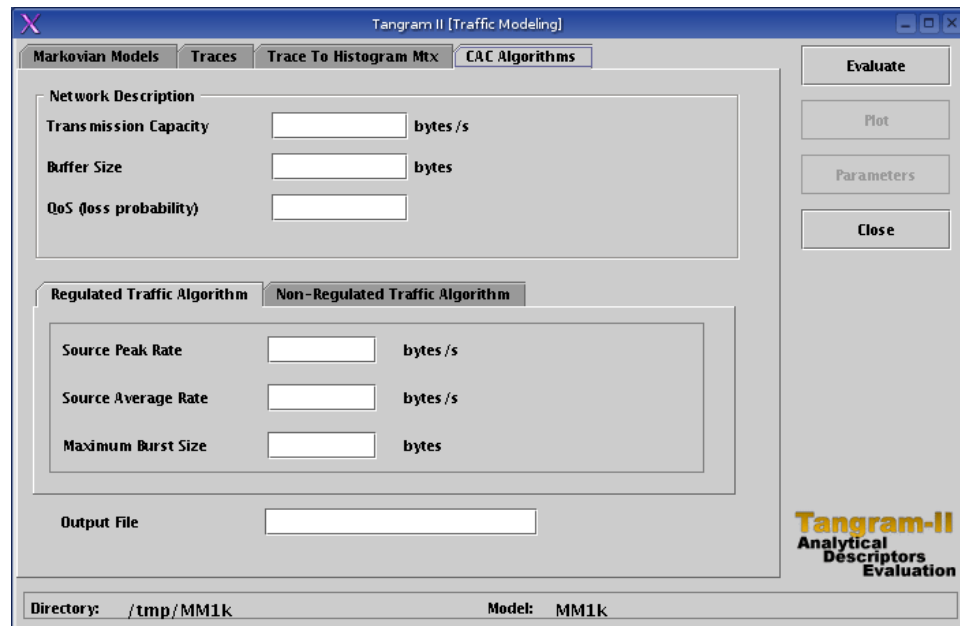 Tangram II [Traffic Modeling]
Markovian Models Traces Trace To Histogram Mtx CAC Algorithms
Evaluate
Plot
Parameters
Close
Network Description
Transmission Capacity bytes/s
Buffer Size bytes
QoS (loss probability)
Regulated Traffic Algorithm Non-Regulated Traffic Algorithm
Source Peak Rate bytes/s
Source Average Rate bytes/s
Maximum Burst Size bytes
Output File
Tangram-II
Analytical
Descriptors
Evaluation
Directory: /tmp/MM1k Model: MM1k